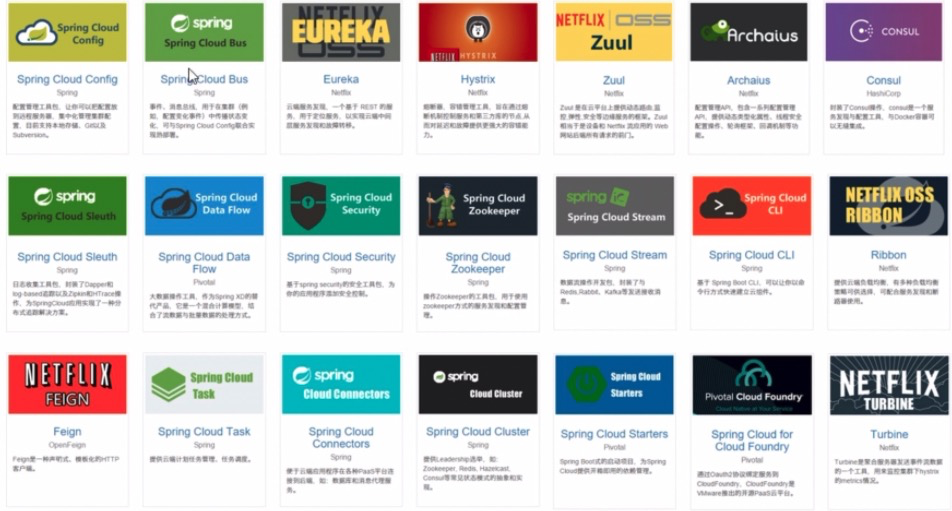 Spring Cloud
Config
Spring Cloud Config
Spring
配置管理工具包，让你可以把配置放
到远程服务器，集中化管理集群配
置，目前支持本地存储、Git以及
Subversion。
spring
Spring Cloud Bus
Spring Cloud Bus
Spring
事件、消息总线，用于在集群（例
如，配置变化事件）中传播状态变
化，可与Spring Cloud Config联合实
现热部署。
NETFLIX
EUREKA
OSS
Eureka
Netflix
云端服务发现，一个基于 REST 的服
务，用于定位服务，以实现云端中间
层服务发现和故障转移。
NETFLIX
HYSTRIX
Hystrix
Netflix
熔断器，容错管理工具，旨在通过熔
断机制控制服务和第三方库的节点,从
而对延迟和故障提供更强大的容错能
力。
NETFLIX OSS
Zuul
Zuul
Netflix
Zuul 是在云平台上提供动态路由,监
控,弹性,安全等边缘服务的框架。Zuul
相当于是设备和 Netflix 流应用的 Web
网站后端所有请求的前门。
Archaius
Archaius
Netflix
配置管理API，包含一系列配置管理
API，提供动态类型化属性、线程安全
配置操作、轮询框架、回调机制等功
能。
CONSUL
Consul
HashiCorp
封装了Consul操作，consul是一个服
务发现与配置工具，与Docker容器可
以无缝集成。
spring
Spring Cloud Sleuth
Spring Cloud Sleuth
Spring
日志收集工具包，封装了Dapper和
log-based追踪以及Zipkin和HTrace操
作，为SpringCloud应用实现了一种分
布式追踪解决方案。
Spring Cloud
Data Flow
Spring Cloud Data
Flow
Pivotal
大数据操作工具，作为Spring XD的替
代产品，它是一个混合计算模型，结
合了流数据与批量数据的处理方式。
Spring Cloud
Security
Spring Cloud Security
Spring
基于spring security的安全工具包，为
你的应用程序添加安全控制。
Spring Cloud
Zookeeper
Spring Cloud
Zookeeper
Spring
操作Zookeeper的工具包，用于使用
zookeeper方式的服务发现和配置管
理。
spring
Spring Cloud Stream
Spring Cloud Stream
Spring
数据流操作开发包，封装了与
Redis,Rabbit、Kafka等发送接收消
息。
Spring Cloud
CLI
Spring Cloud CLI
Spring
基于 Spring Boot CLI，可以让你以命
令行方式快速建立云组件。
NETFLIX OSS
RIBBON
Ribbon
Netflix
提供云端负载均衡，有多种负载均衡
策略可供选择，可配合服务发现和断
路器使用。
NETFLIX
FEIGN
Feign
OpenFeign
Feign是一种声明式、模板化的HTTP
客户端。
Spring Cloud
Task
Spring Cloud Task
Spring
提供云端计划任务管理、任务调度。
spring
Cloud Connectors
Spring Cloud
Connectors
Spring
便于云端应用程序在各种PaaS平台连
接到后端，如：数据库和消息代理服
务。
spring
Cloud Cluster
Spring Cloud Cluster
Spring
提供Leadership选举，如：
Zookeeper, Redis, Hazelcast,
Consul等常见状态模式的抽象和实
现。
Spring Cloud
Starters
Spring Cloud Starters
Pivotal
Spring Boot式的启动项目，为Spring
Cloud提供开箱即用的依赖管理。
Pivotal Cloud Foundry
Cloud Native at Your Service
Spring Cloud for
Cloud Foundry
Pivotal
通过Oauth2协议绑定服务到
CloudFoundry，CloudFoundry是
VMware推出的开源PaaS云平台。
NETFLIX
TURBINE
Turbine
Netflix
Turbine是聚合服务器发送事件流数据
的一个工具，用来监控集群下hystrix
的metrics情况。